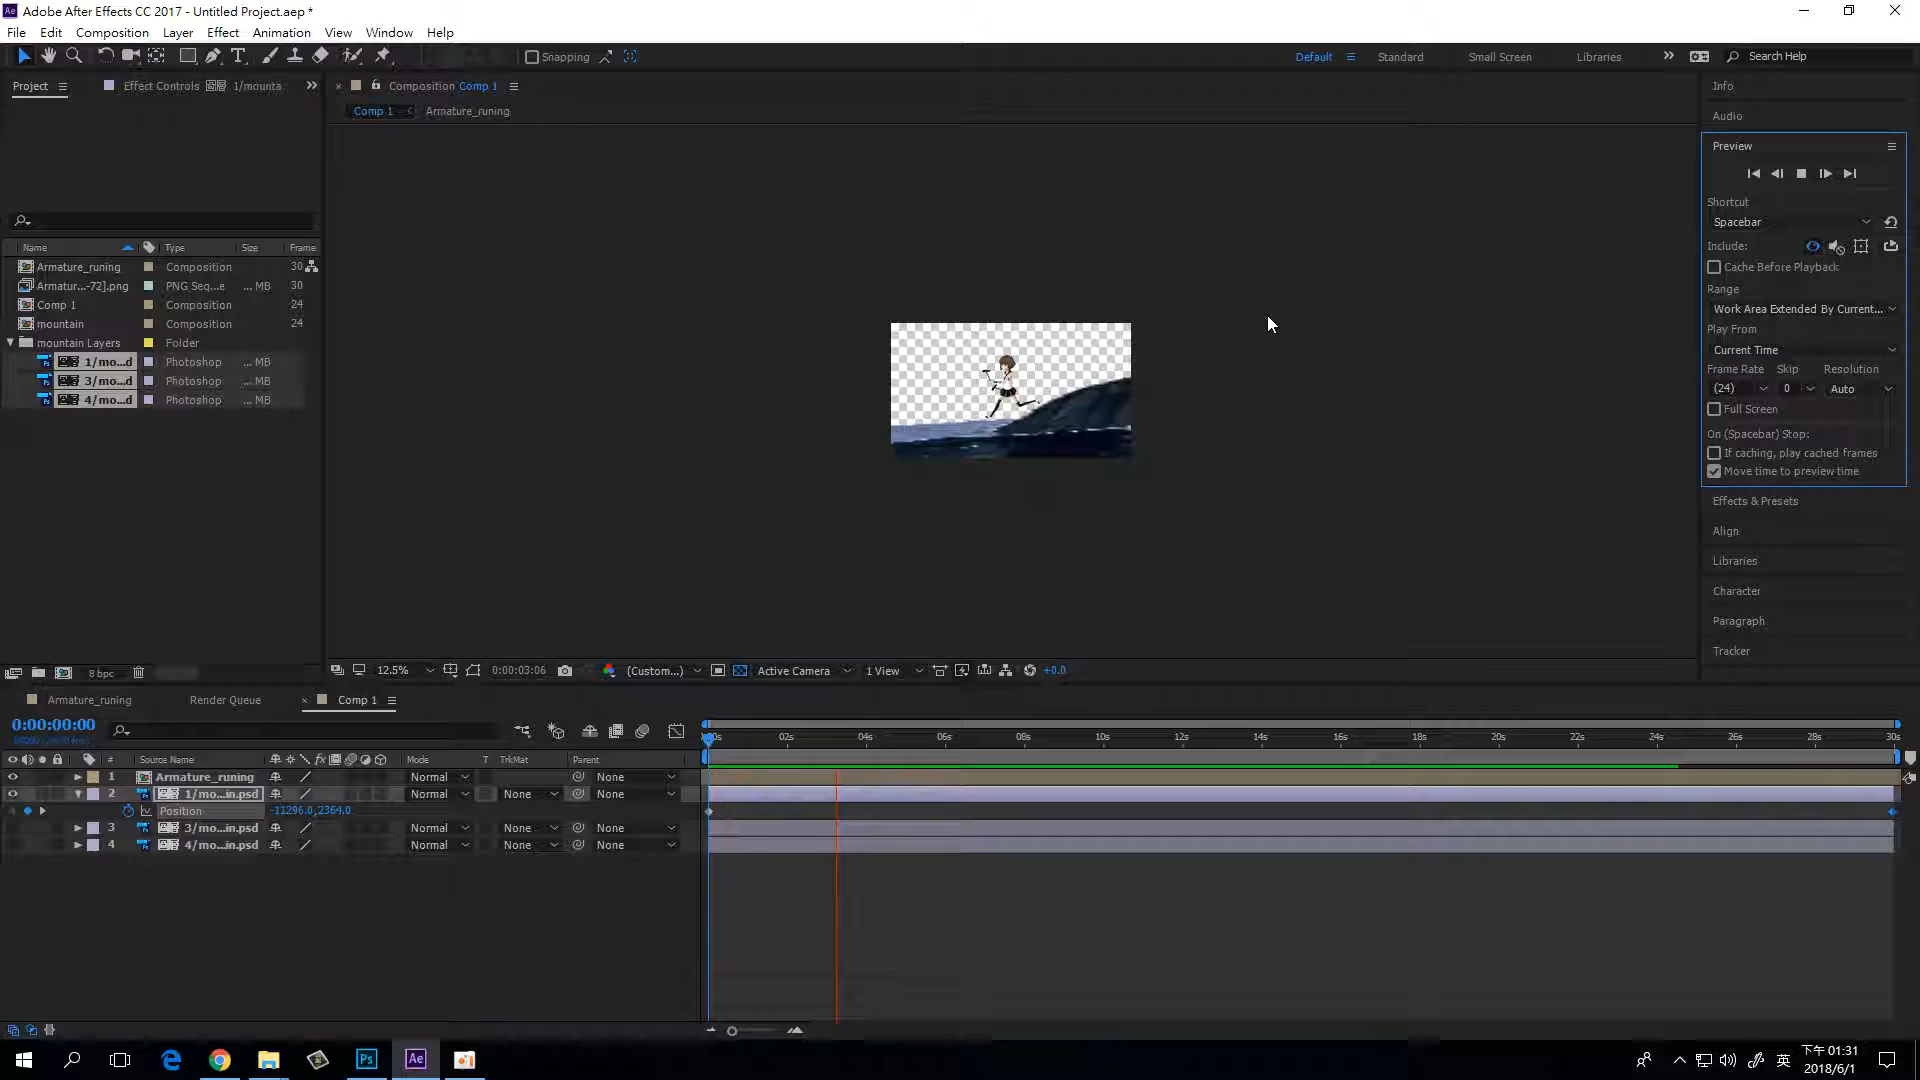 Adobe After Effects CC 2017 - Untitled Project.aep *
File Edit Composition Layer Effect Animation View Window Help
Snapping Default Standard Small Screen Libraries Search Help
Project Effect Controls 1/mounta
Composition Comp 1
Comp 1 Armature_runing
Info
Audio
Preview
Shortcut
Spacebar
Include:
Cache Before Playback
Range
Work Area Extended By Current...
Play From
Current Time
Frame Rate Skip Resolution
(24) 0 Auto
Full Screen
On (Spacebar) Stop:
If caching, play cached frames
Move time to preview time
Effects & Presets
Align
Libraries
Character
Paragraph
Tracker
Name Type Size Frame
Armature_runing Composition 30
Armatur...-72].png PNG Seq...e ... MB 30
Comp 1 Composition 24
mountain Composition 24
mountain Layers Folder
1/mo...d Photoshop ... MB
3/mo...d Photoshop ... MB
4/mo...d Photoshop ... MB
8 bpc
12.5% 0:00:03:06 (Custom...) Active Camera 1 View +0.0
Armature_runing Render Queue Comp 1
0:00:00:00
02s 04s 06s 08s 10s 12s 14s 16s 18s 20s 22s 24s 26s 28s 30s
# Source Name fx Mode T TrkMat Parent
1 Armature_runing Normal None
2 1/mo...in.psd Normal None None
Position -11296.0,2364.0
3 3/mo...in.psd Normal None None
4 4/mo...in.psd Normal None None
Ps Ae
英 下午 01:31
2018/6/1